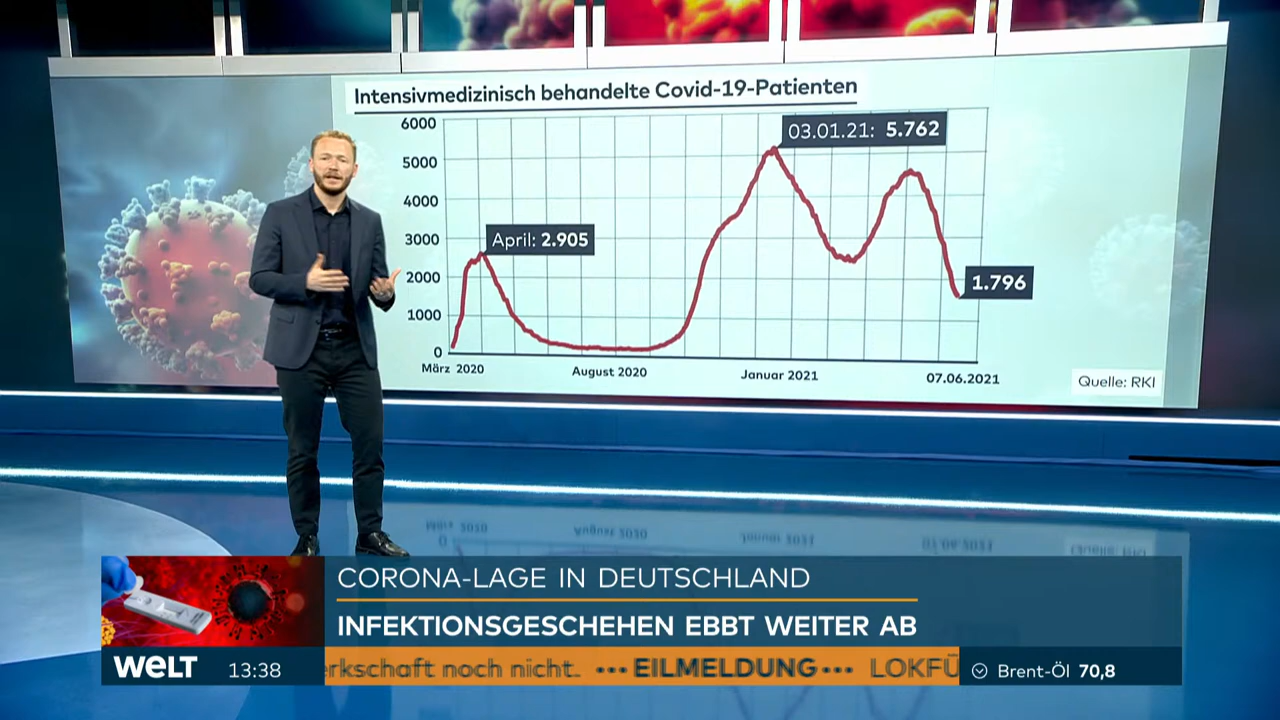 Intensivmedizinisch behandelte Covid-19-Patienten
6000
5000
4000
3000
2000
1000
0
April: 2.905
03.01.21: 5.762
1.796
März 2020
August 2020
Januar 2021
07.06.2021
Quelle: RKI
CORONA-LAGE IN DEUTSCHLAND
INFEKTIONSGESCHEHEN EBBT WEITER AB
welt 13:38
erkschaft noch nicht. ••• EILMELDUNG ••• LOKFÜ
Brent-Öl 70,8